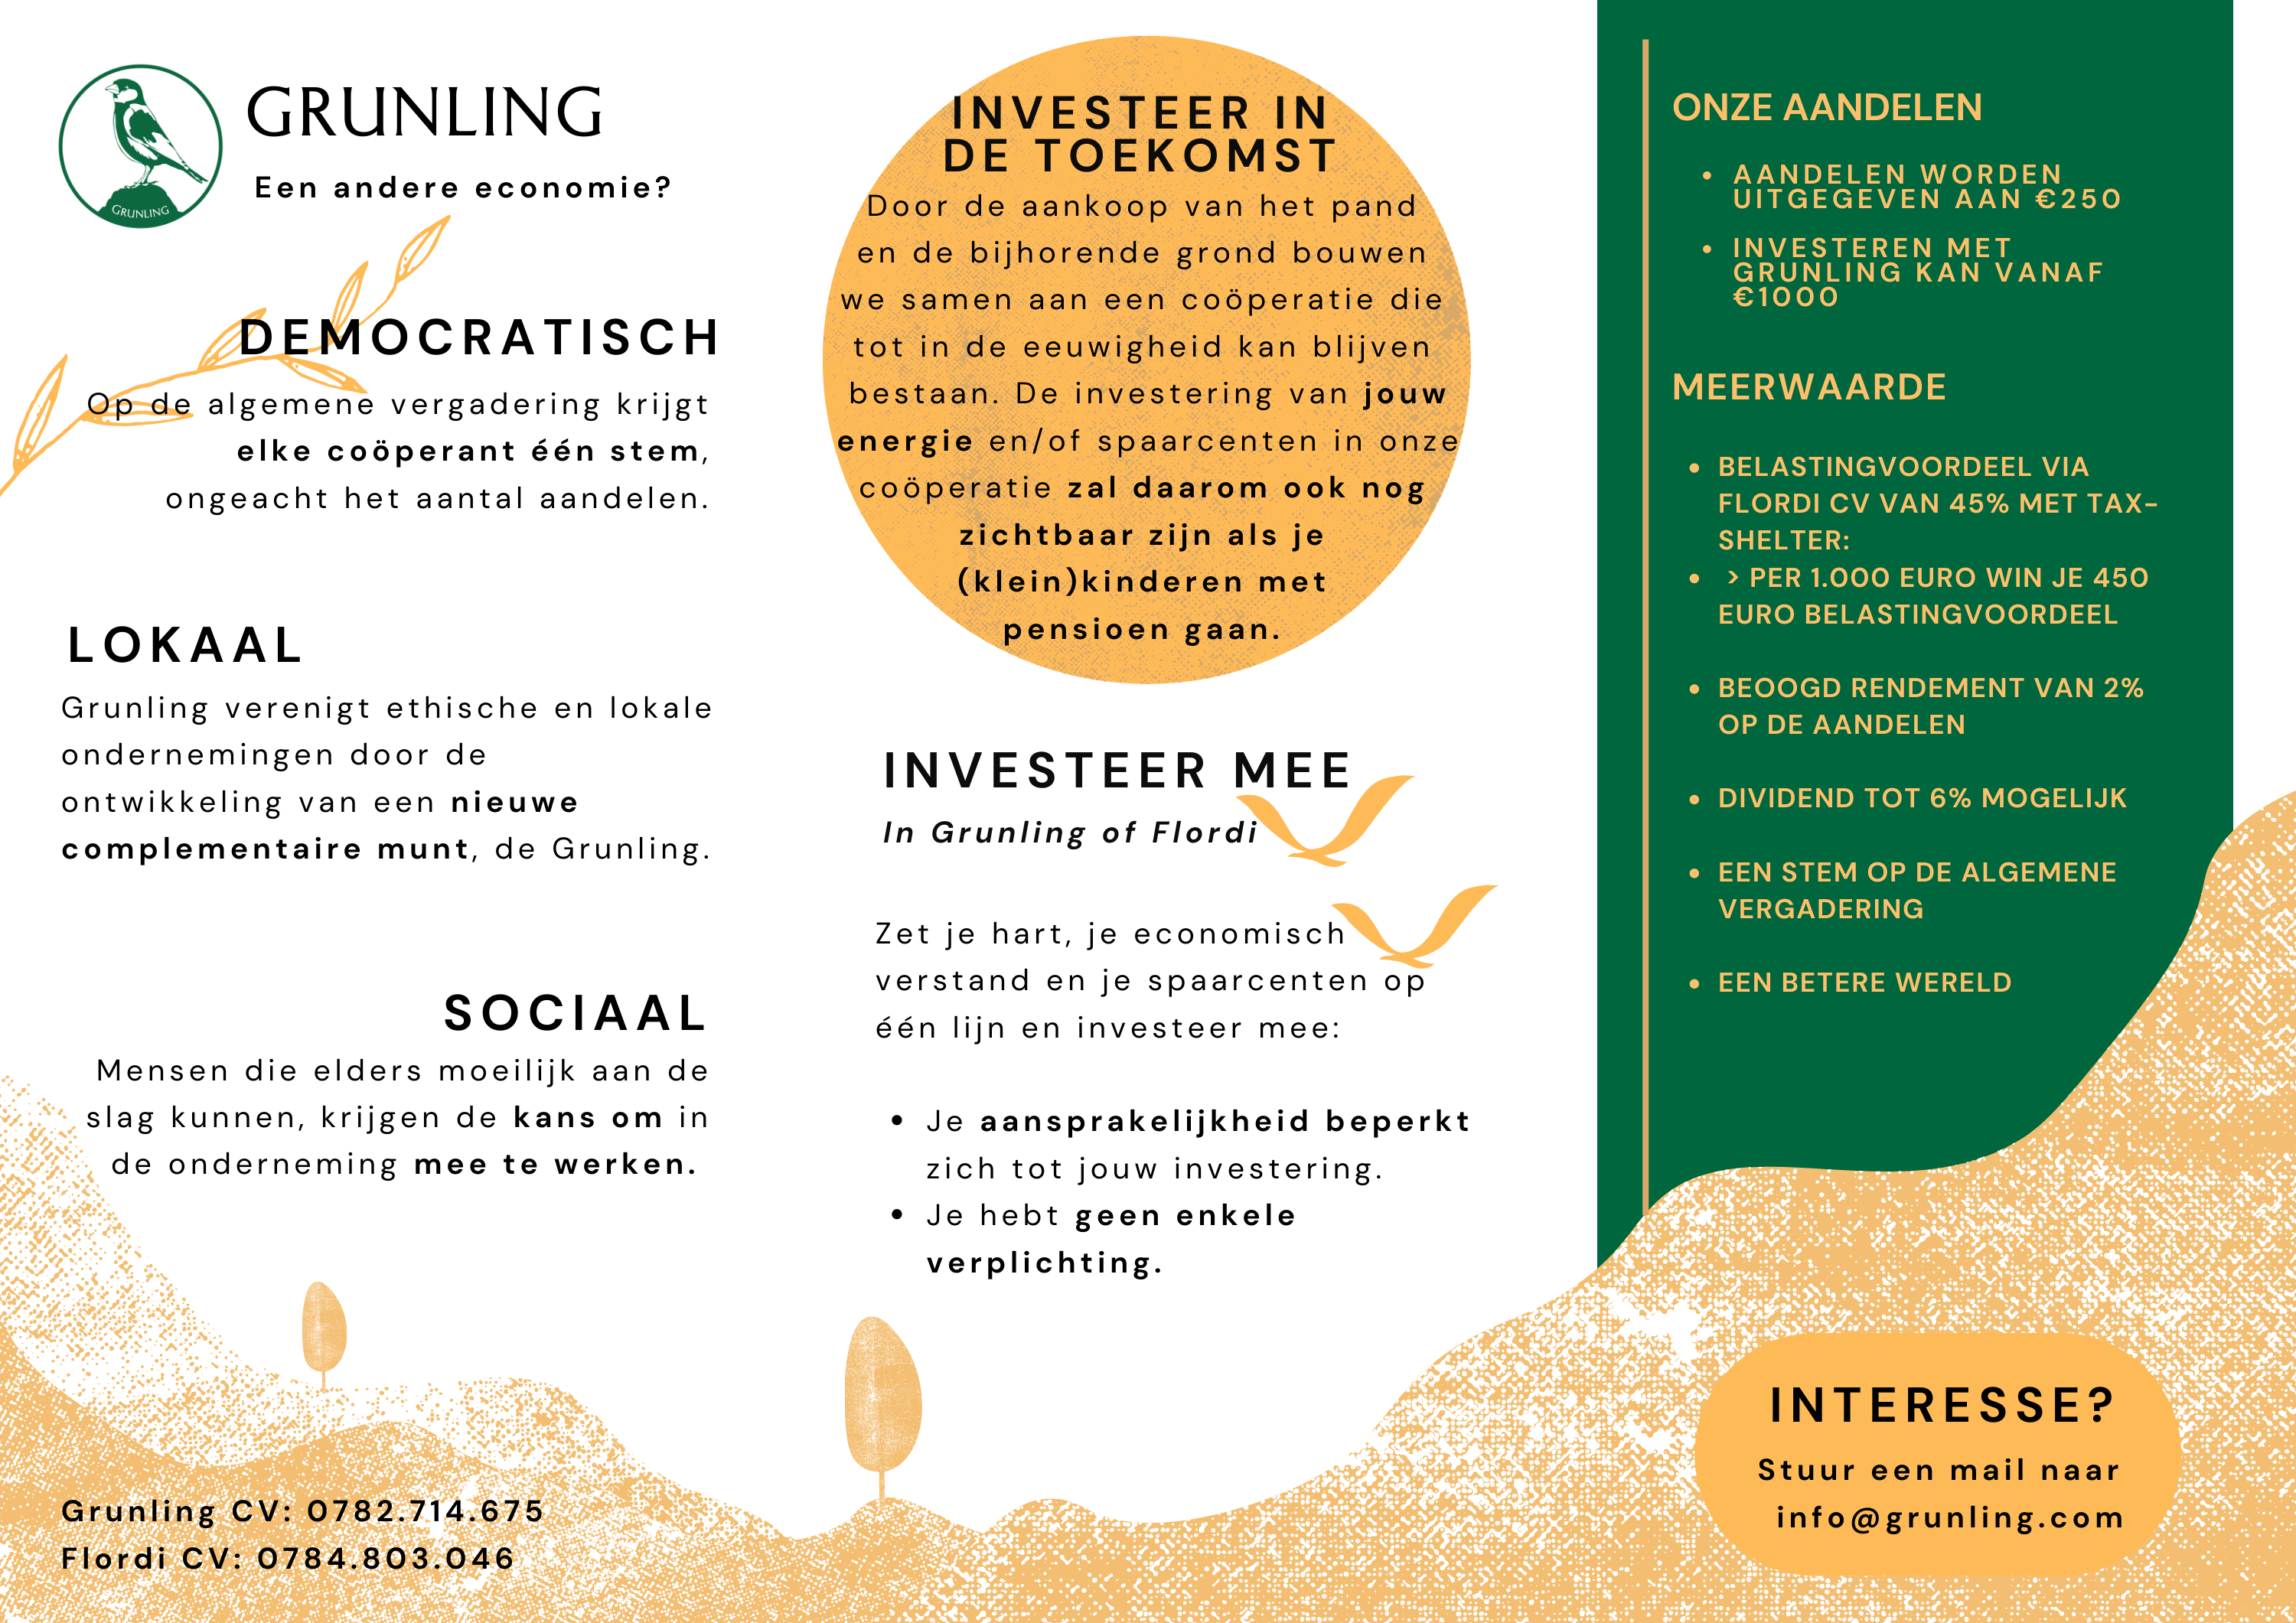 GRUNLING
GRUNLING
Een andere economie?
DEMOCRATISCH
Op de algemene vergadering krijgt
elke coöperant één stem,
ongeacht het aantal aandelen.
LOKAAL
Grunling verenigt ethische en lokale
ondernemingen door de
ontwikkeling van een nieuwe
complementaire munt, de Grunling.
SOCIAAL
Mensen die elders moeilijk aan de
slag kunnen, krijgen de kans om in
de onderneming mee te werken.
Grunling CV: 0782.714.675
Flordi CV: 0784.803.046
INVESTEER IN
DE TOEKOMST
Door de aankoop van het pand
en de bijhorende grond bouwen
we samen aan een coöperatie die
tot in de eeuwigheid kan blijven
bestaan. De investering van jouw
energie en/of spaarcenten in onze
coöperatie zal daarom ook nog
zichtbaar zijn als je
(klein)kinderen met
pensioen gaan.
INVESTEER MEE
In Grunling of Flordi
Zet je hart, je economisch
verstand en je spaarcenten op
één lijn en investeer mee:
• Je aansprakelijkheid beperkt
zich tot jouw investering.
• Je hebt geen enkele
verplichting.
ONZE AANDELEN
• AANDELEN WORDEN
UITGEGEVEN AAN €250
• INVESTEREN MET
GRUNLING KAN VANAF
€1000
MEERWAARDE
• BELASTINGVOORDEEL VIA
FLORDI CV VAN 45% MET TAX-
SHELTER:
• > PER 1.000 EURO WIN JE 450
EURO BELASTINGVOORDEEL
• BEOOGD RENDEMENT VAN 2%
OP DE AANDELEN
• DIVIDEND TOT 6% MOGELIJK
• EEN STEM OP DE ALGEMENE
VERGADERING
• EEN BETERE WERELD
INTERESSE?
Stuur een mail naar
info@grunling.com